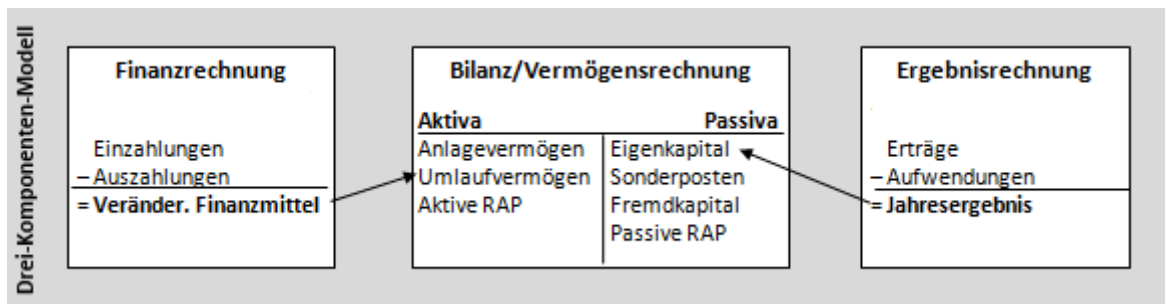 Drei-Komponenten-Modell
Finanzrechnung
Einzahlungen
– Auszahlungen
= Veränder. Finanzmittel
Bilanz/Vermögensrechnung
Aktiva Passiva
Anlagevermögen Eigenkapital
Umlaufvermögen Sonderposten
Aktive RAP Fremdkapital
Passive RAP
Ergebnisrechnung
Erträge
– Aufwendungen
= Jahresergebnis